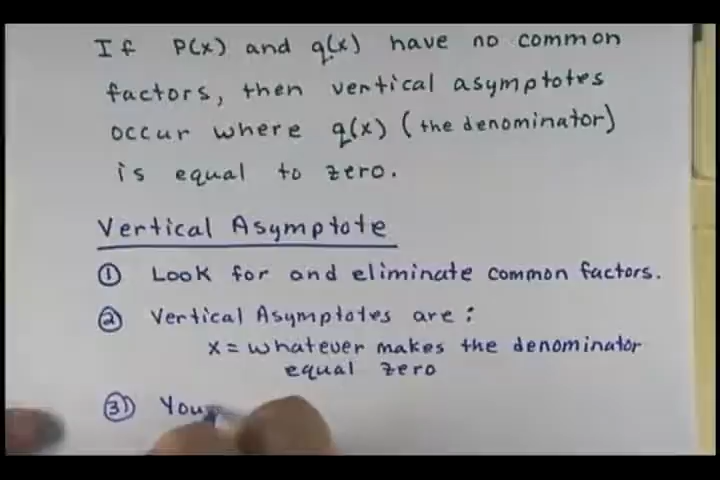 If P(x) and q(x) have no common
factors, then vertical asymptotes
occur where q(x) (the denominator)
is equal to zero.
Vertical Asymptote
① Look for and eliminate common factors.
② Vertical Asymptotes are:
x = whatever makes the denominator
equal zero
③ You